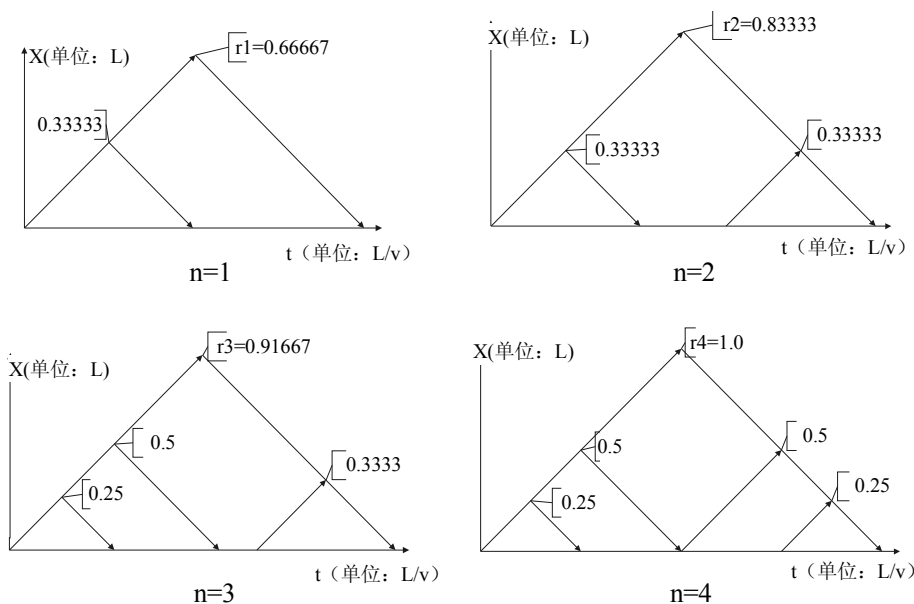 X(单位：L)
r1=0.66667
0.33333
t（单位：L/v）
n=1
r2=0.83333
X(单位：L)
0.33333
0.33333
t（单位：L/v）
n=2
r3=0.91667
X(单位：L)
0.5
0.3333
0.25
t（单位：L/v）
n=3
r4=1.0
X(单位：L)
0.5
0.5
0.25
0.25
t（单位：L/v）
n=4